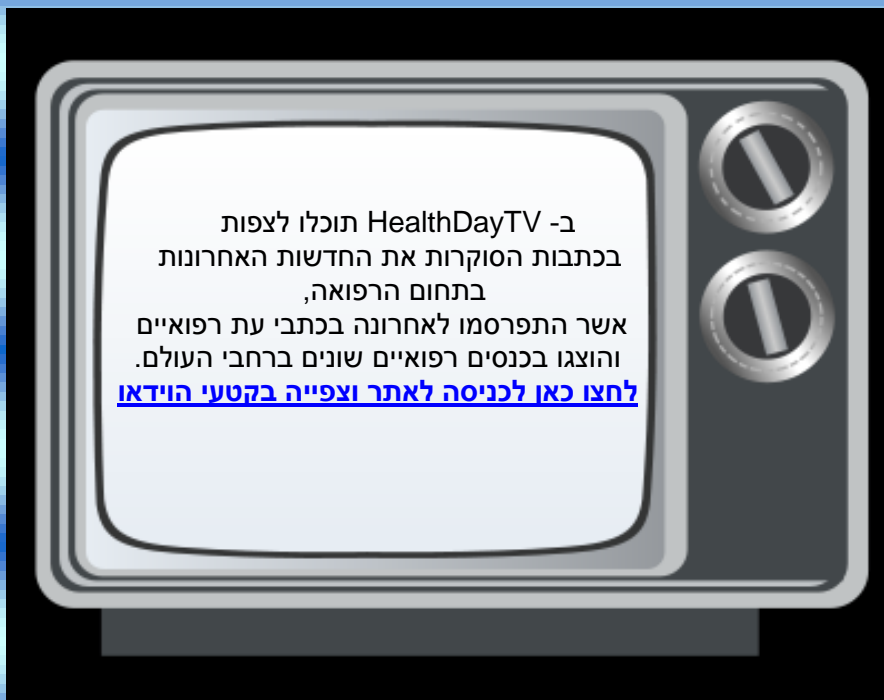 ב- HealthDayTV תוכלו לצפות
בכתבות הסוקרות את החדשות האחרונות
בתחום הרפואה,
אשר התפרסמו לאחרונה בכתבי עת רפואיים
והוצגו בכנסים רפואיים שונים ברחבי העולם.
לחצו כאן לכניסה לאתר וצפייה בקטעי הוידאו